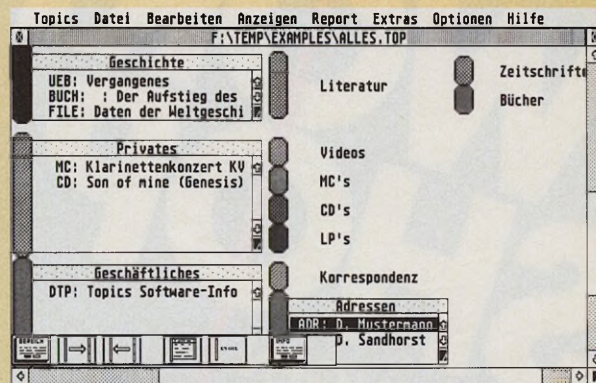 Topics Datei Bearbeiten Anzeigen Report Extras Optionen Hilfe
F:\TEMP\EXAMPLES\ALLES.TOP
Geschichte
UEB: Vergangenes
BUCH: : Der Aufstieg des
FILE: Daten der Weltgeschi
Literatur
Zeitschrifte
Bücher
Privates
MC: Klarinettenkonzert KV
CD: Son of mine (Genesis)
Videos
MC's
CD's
LP's
Geschäftliches
DTP: Topics Software-Info
Korrespondenz
Adressen
ADR: D. Mustermann
D. Sandhorst
BEREICH
INFO